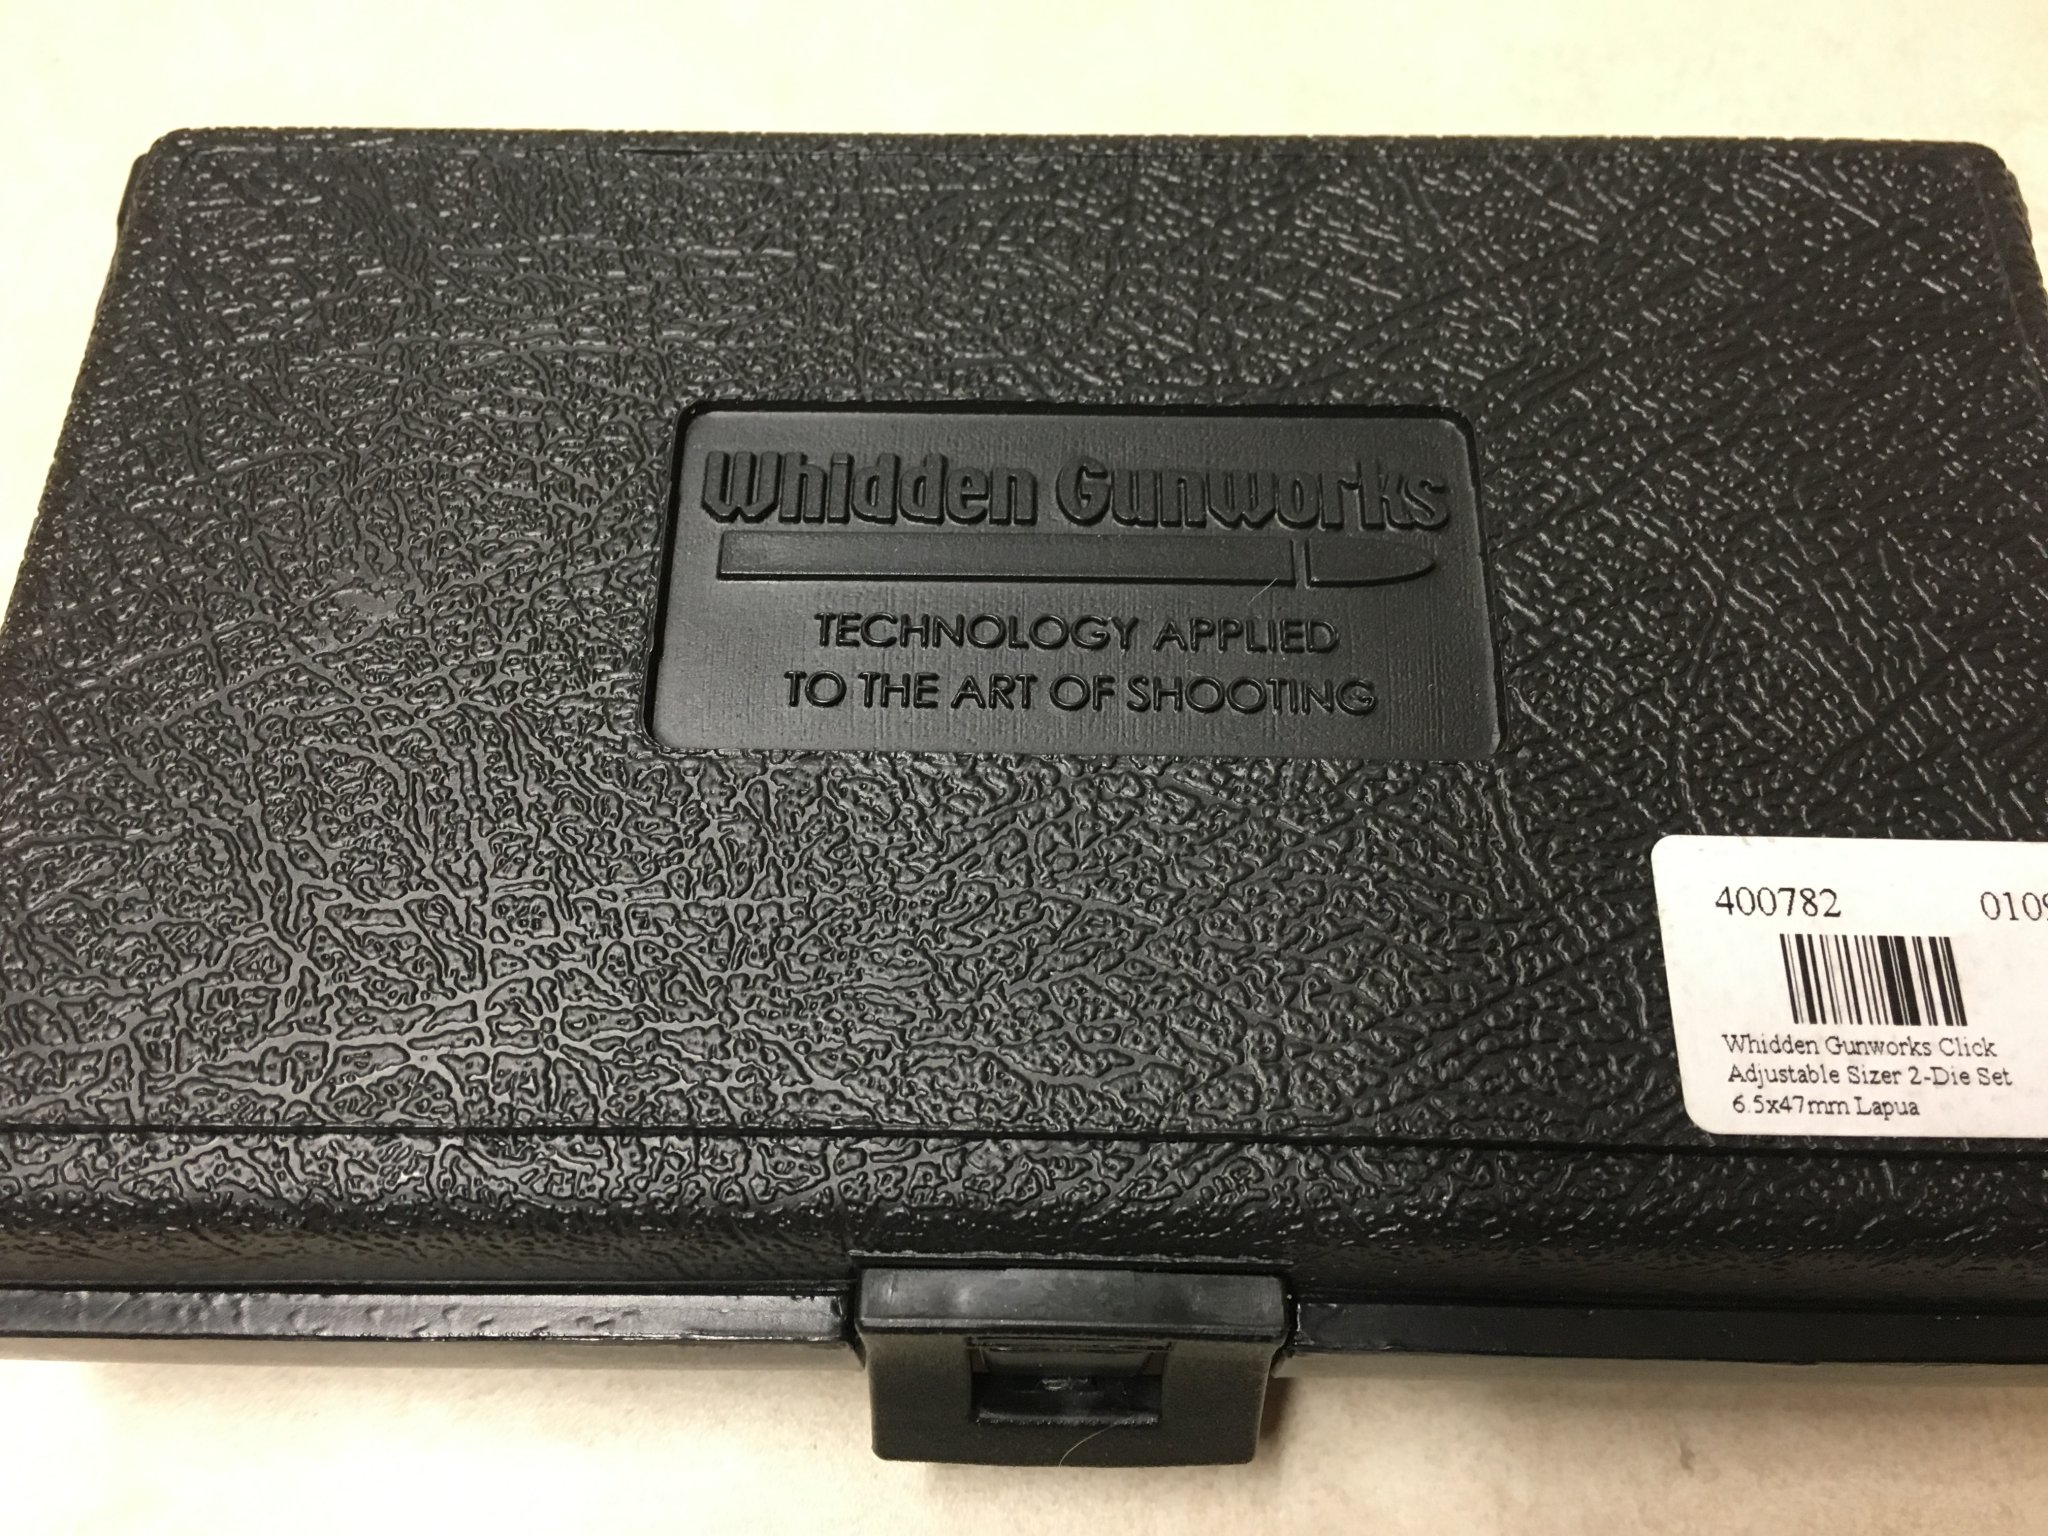 Whidden Gunworks
TECHNOLOGY APPLIED
TO THE ART OF SHOOTING
400782
Whidden Gunworks Click
Adjustable Sizer 2-Die Set
6.5x47mm Lapua